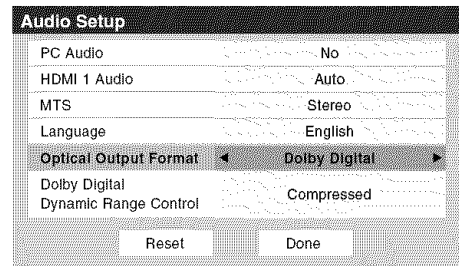 Audio Setup
PC Audio No
HDMI 1 Audio Auto
MTS Stereo
Language English
Optical Output Format Dolby Digital
Dolby Digital
Dynamic Range Control Compressed
Reset Done